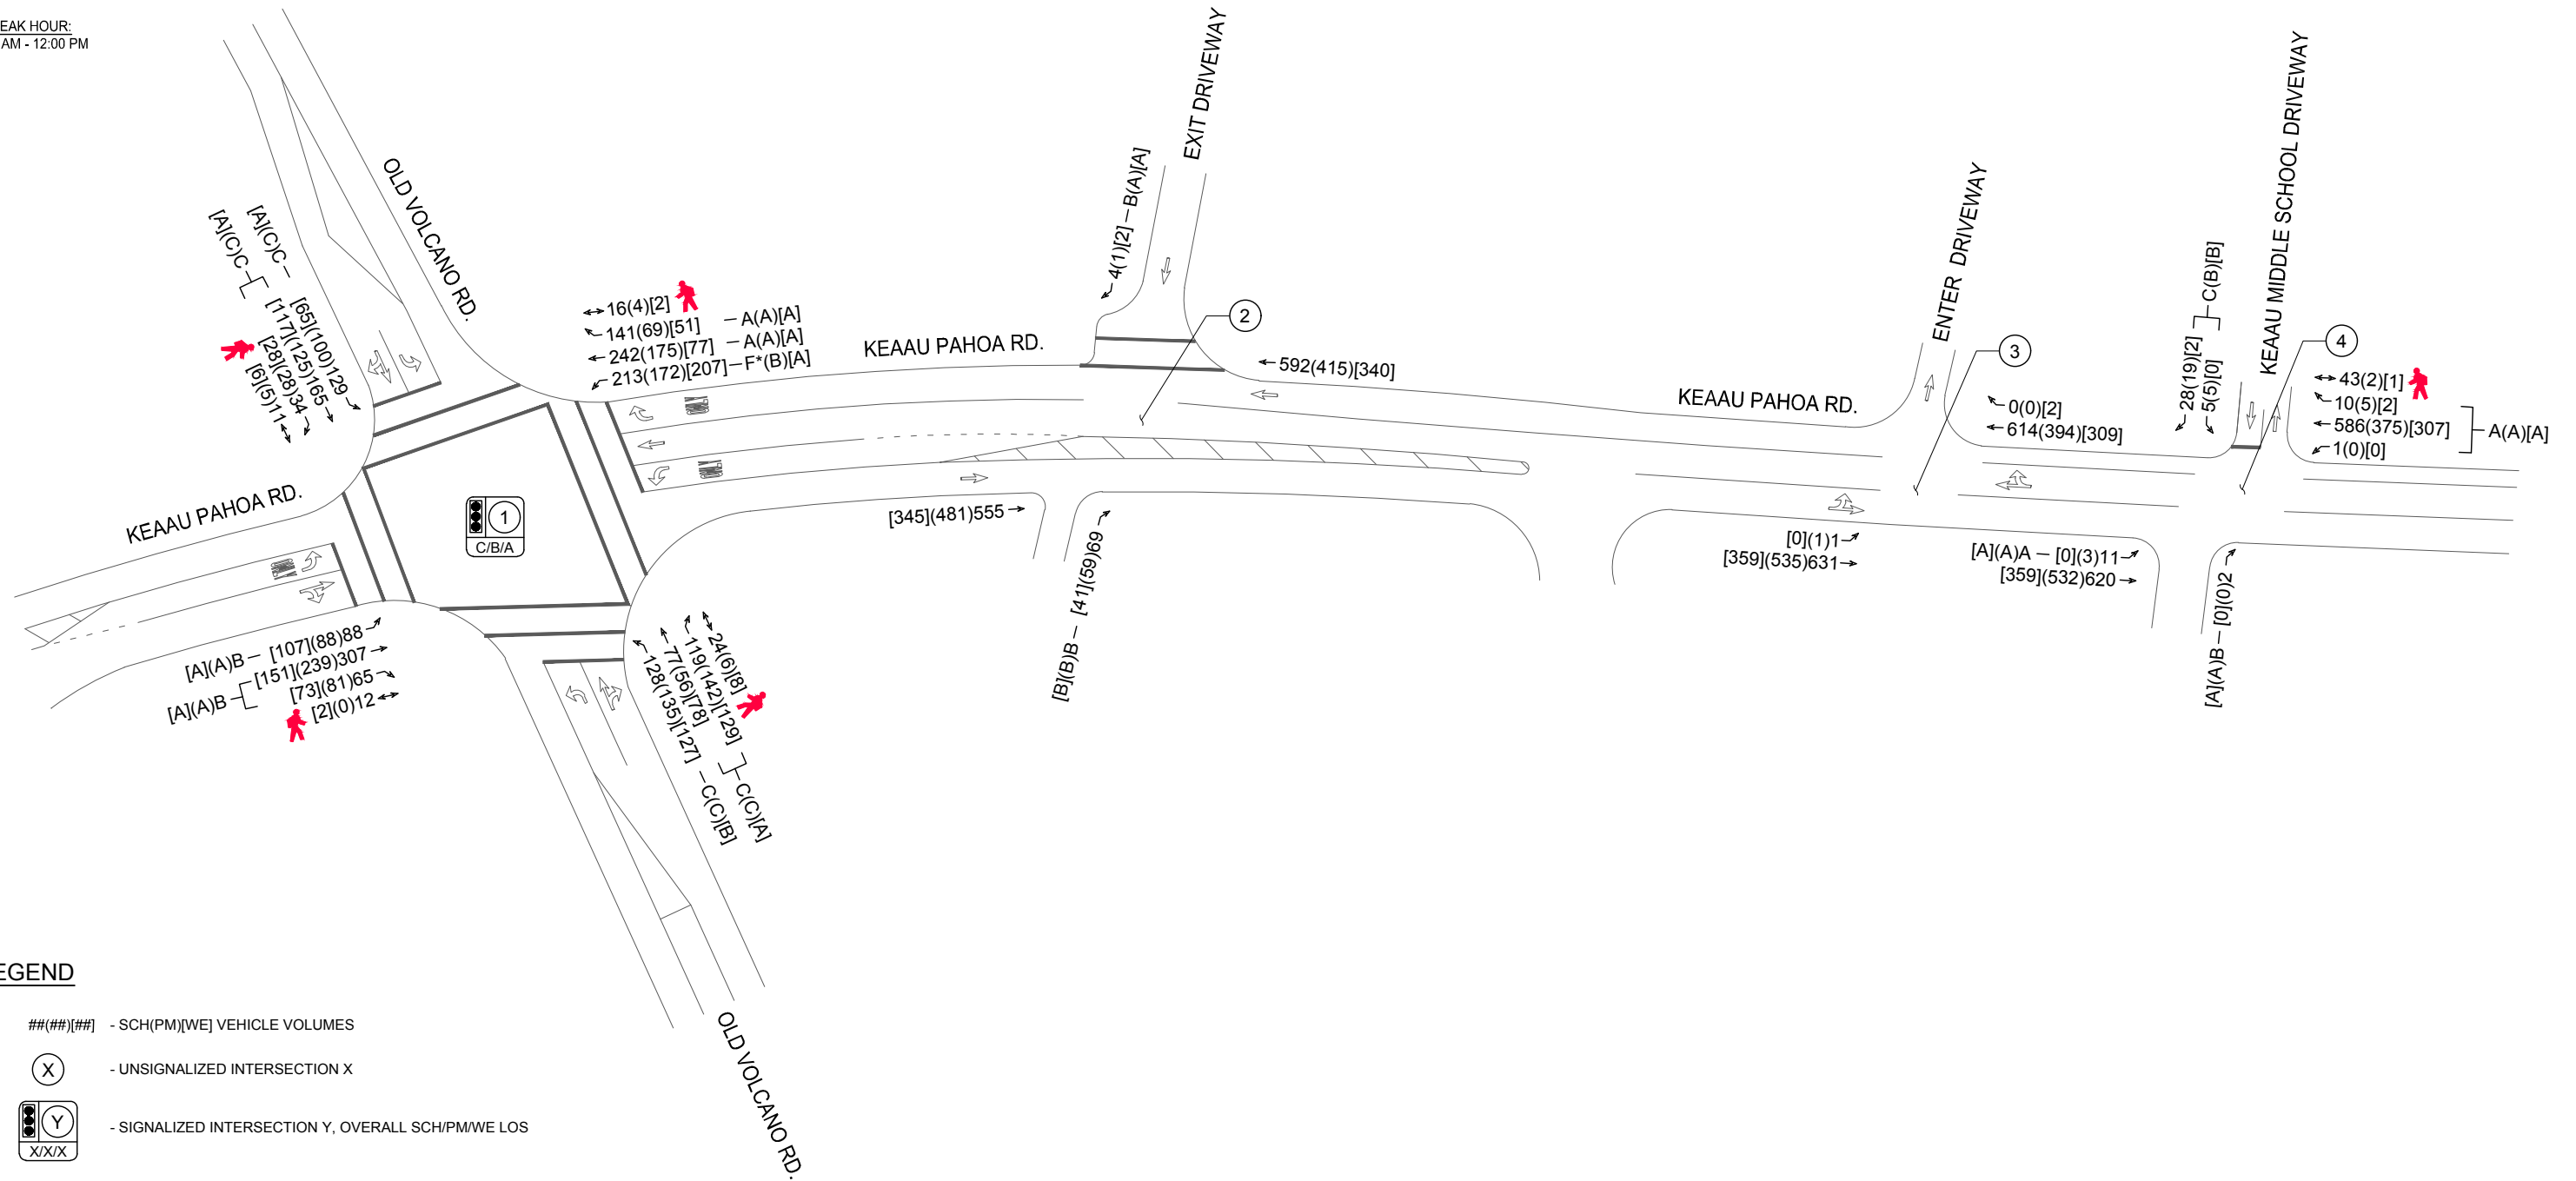 EAK HOUR:
AM - 12:00 PM
OLD VOLCANO RD.
[A](C)C
[A](C)C
[65](100)129
[117](125)165
[28](28)34
[6](5)11
16(4)[2]
141(69)[51] – A(A)[A]
242(175)[77] – A(A)[A]
213(172)[207] – F*(B)[A]
KEAAU PAHOA RD.
4(1)[2] – B(A)[A]
EXIT DRIVEWAY
2
592(415)[340]
KEAAU PAHOA RD.
ENTER DRIVEWAY
3
0(0)[2]
614(394)[309]
28(19)[2]
5(5)[0]
C(B)[B]
KEAAU MIDDLE SCHOOL DRIVEWAY
4
43(2)[1]
10(5)[2]
586(375)[307]
1(0)[0]
A(A)[A]
KEAAU PAHOA RD.
1
C/B/A
ONLY
ONLY
ONLY
[345](481)555
[B](B)B – [41](59)69
[0](1)1
[359](535)631
[A](A)A – [0](3)11
[359](532)620
[A](A)B – [0](0)2
[A](A)B – [107](88)88
[A](A)B
[151](239)307
[73](81)65
[2](0)12
24(6)[8]
119(142)[129]
77(56)[78]
C(C)[A]
128(135)[127] – C(C)[B]
OLD VOLCANO RD.
EGEND
##(##)[##] - SCH(PM)[WE] VEHICLE VOLUMES
X - UNSIGNALIZED INTERSECTION X
Y
X/X/X
- SIGNALIZED INTERSECTION Y, OVERALL SCH/PM/WE LOS